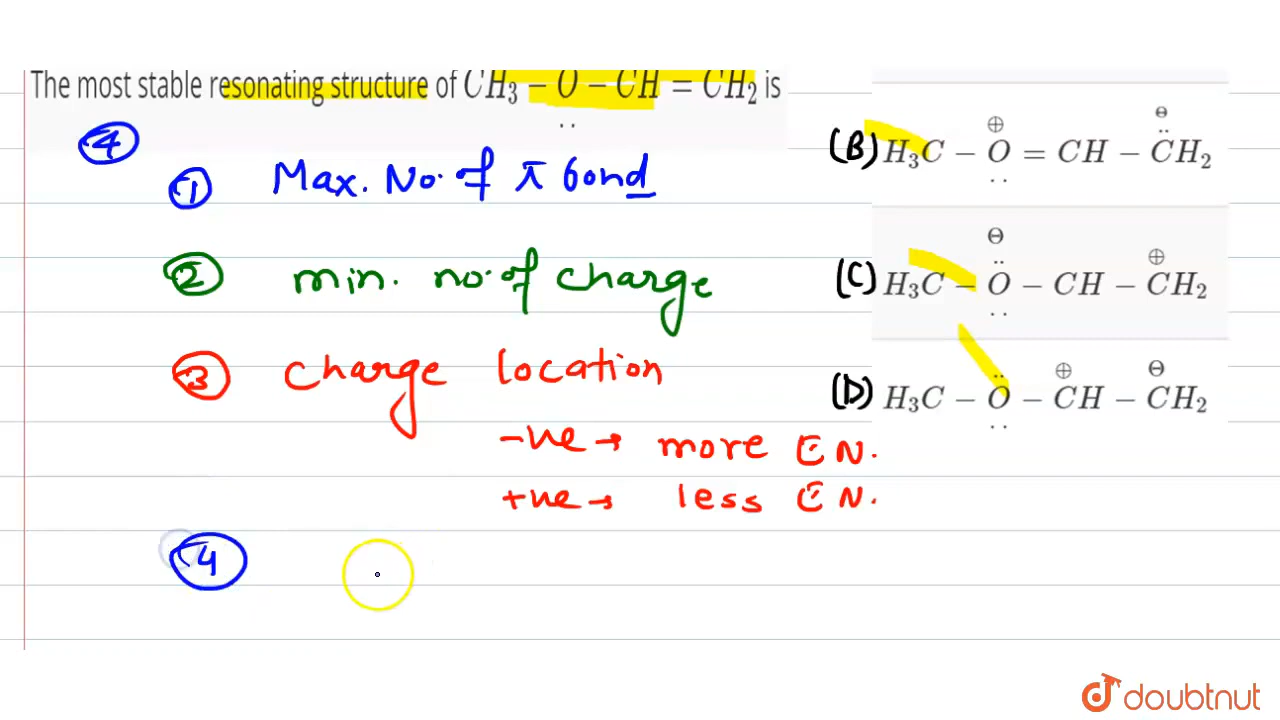 The most stable resonating structure of CH₃ – O – CH = CH₂ is
④
① Max. No. of π bond
② min. no. of charge
③ charge location
-ve → more E N.
+ve → less E N.
④
⊕ ⊖
(B) H₃C – O = CH – CH₂
⊖ ⊕
(C) H₃C – O – CH – CH₂
⊕ ⊖
(D) H₃C – O – CH – CH₂
doubtnut